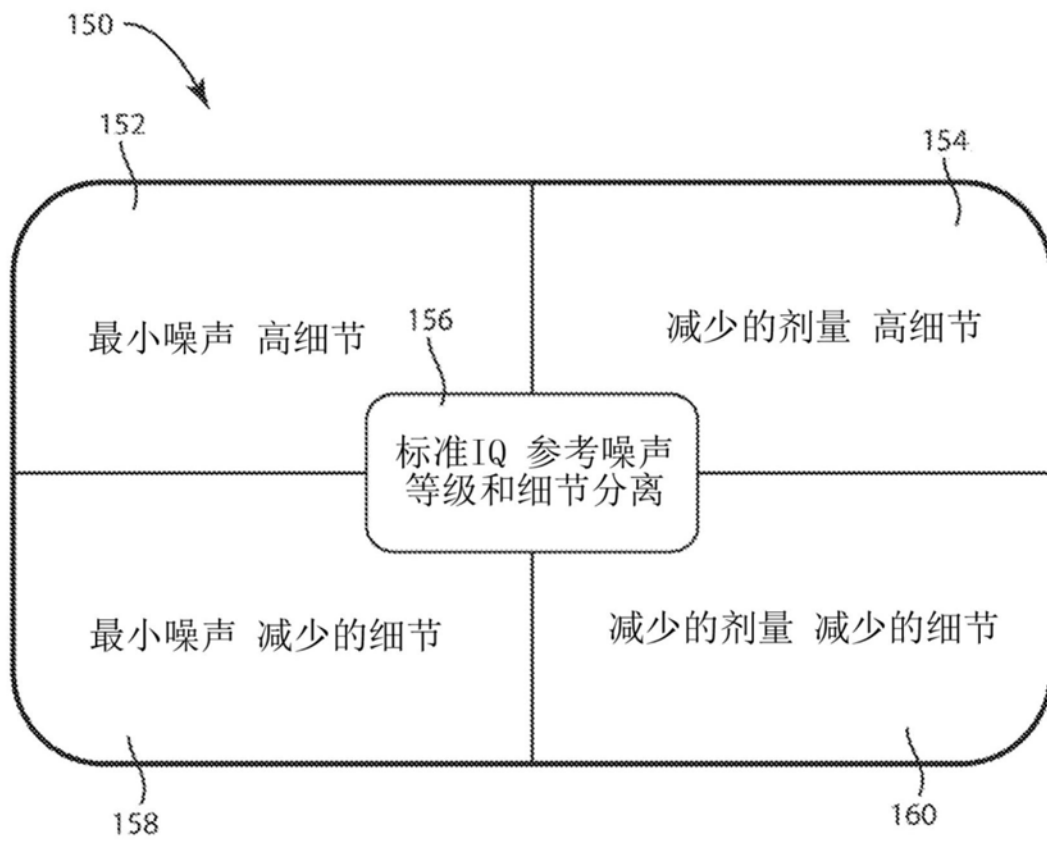 150
152
154
最小噪声 高细节
156
减少的剂量 高细节
标准IQ 参考噪声
等级和细节分离
最小噪声 减少的细节
减少的剂量 减少的细节
158
160